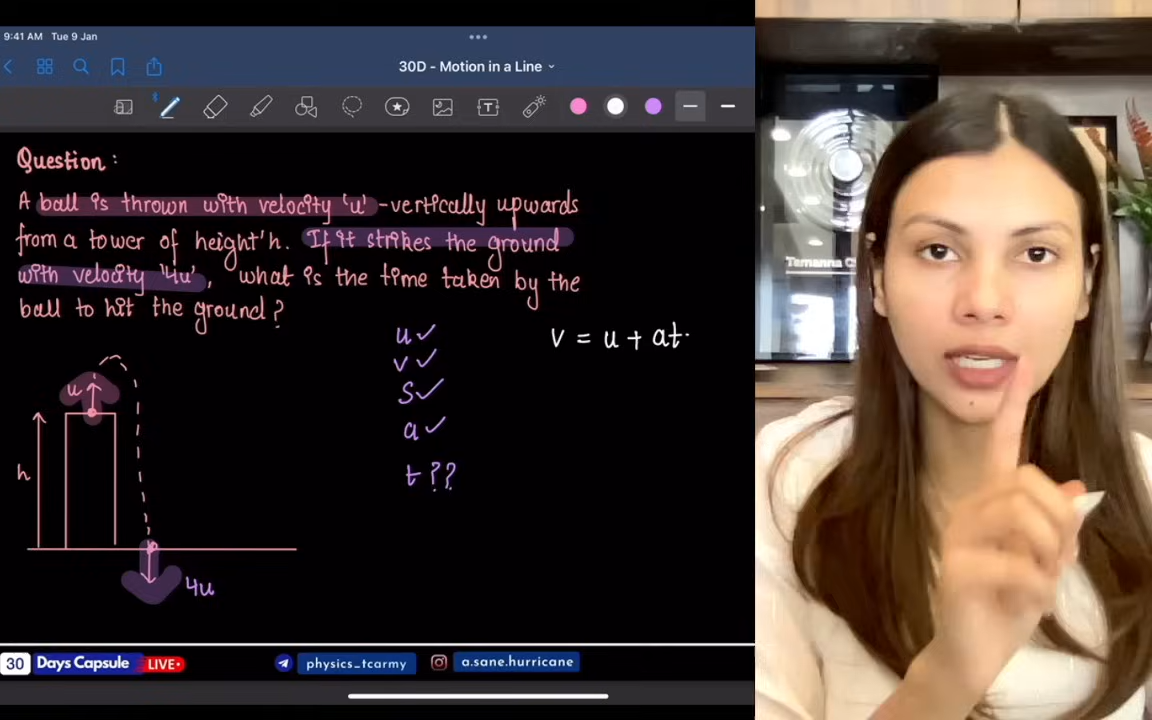 9:41 AM Tue 9 Jan
30D - Motion in a Line
T
Question:
A ball is thrown with velocity 'u' -vertically upwards
from a tower of height 'h. If it strikes the ground
with velocity '4u', what is the time taken by the
ball to hit the ground?
u ✓
v ✓
S ✓
a ✓
t ??
v = u + at
u
h
4u
30 Days Capsule LIVE
physics_tcarmy
a.sane.hurricane